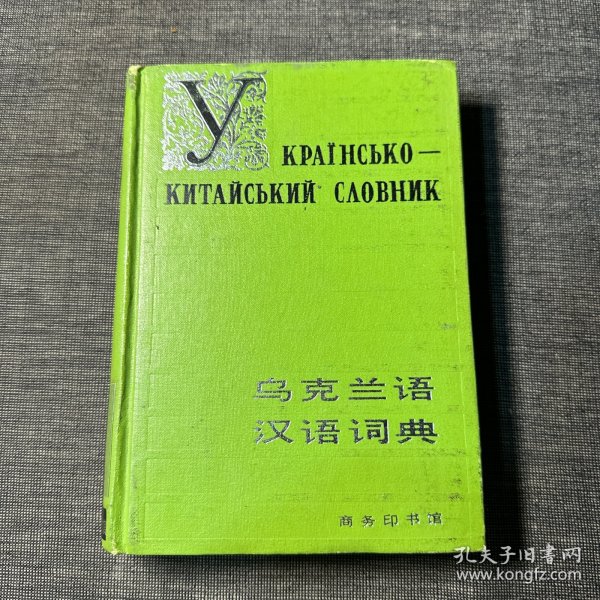 УКРАЇНСЬКО—
КИТАЙСЬКИЙ СЛОВНИК
乌克兰语
汉语词典
商务印书馆
孔夫子旧书网
www.kongfz.com